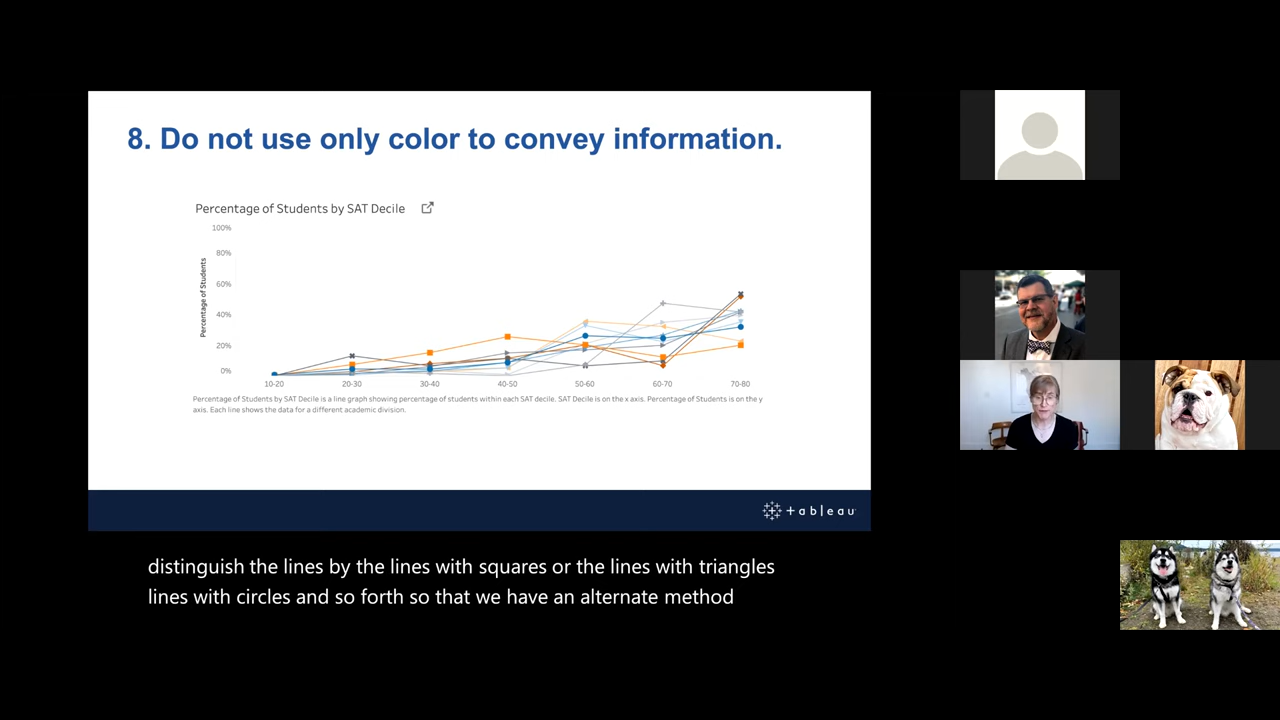 8. Do not use only color to convey information.
Percentage of Students by SAT Decile
100%
80%
60%
40%
20%
0%
Percentage of Students
10-20
20-30
30-40
40-50
50-60
60-70
70-80
Percentage of Students by SAT Decile is a line graph showing percentage of students within each SAT decile. SAT Decile is on the x axis. Percentage of Students is on the y
axis. Each line shows the data for a different academic division.
+ableau
distinguish the lines by the lines with squares or the lines with triangles
lines with circles and so forth so that we have an alternate method